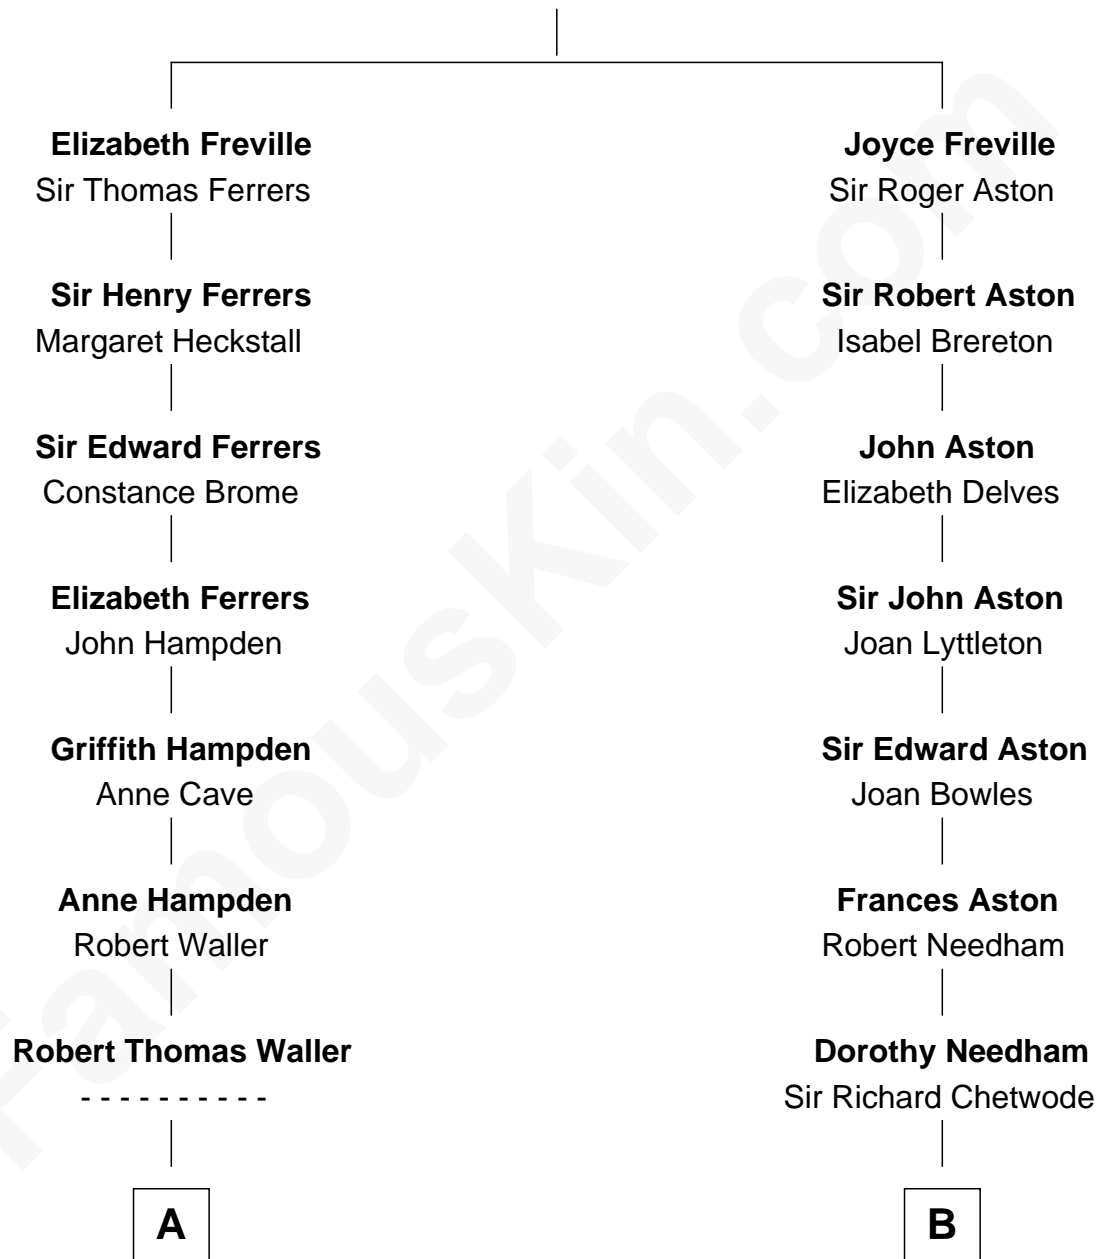 Elizabeth Freville
Sir Thomas Ferrers
Sir Henry Ferrers
Margaret Heckstall
Sir Edward Ferrers
Constance Brome
Elizabeth Ferrers
John Hampden
Griffith Hampden
Anne Cave
Anne Hampden
Robert Waller
Robert Thomas Waller
- - - - - - - - - -
A
Joyce Freville
Sir Roger Aston
Sir Robert Aston
Isabel Brereton
John Aston
Elizabeth Delves
Sir John Aston
Joan Lyttleton
Sir Edward Aston
Joan Bowles
Frances Aston
Robert Needham
Dorothy Needham
Sir Richard Chetwode
B
FamousKin.com